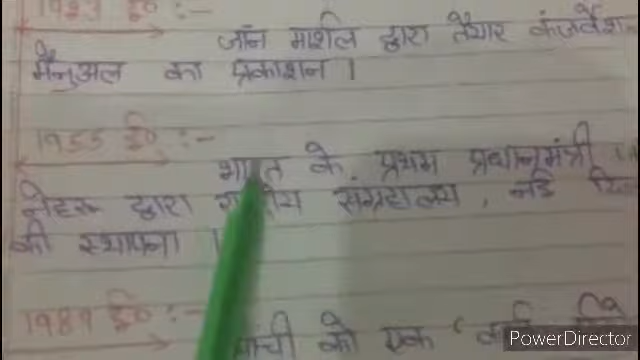 ई० :-
जॉन मार्शल द्वारा तैयार कंजर्वेशन
मैनुअल का प्रकाशन ।
1955 ई० :-
भारत के प्रथम प्रधानमंत्री
नेहरू द्वारा संग्रहालय, नई
की स्थापना ।
1989 ई० :-
सांची को एक
PowerDirector